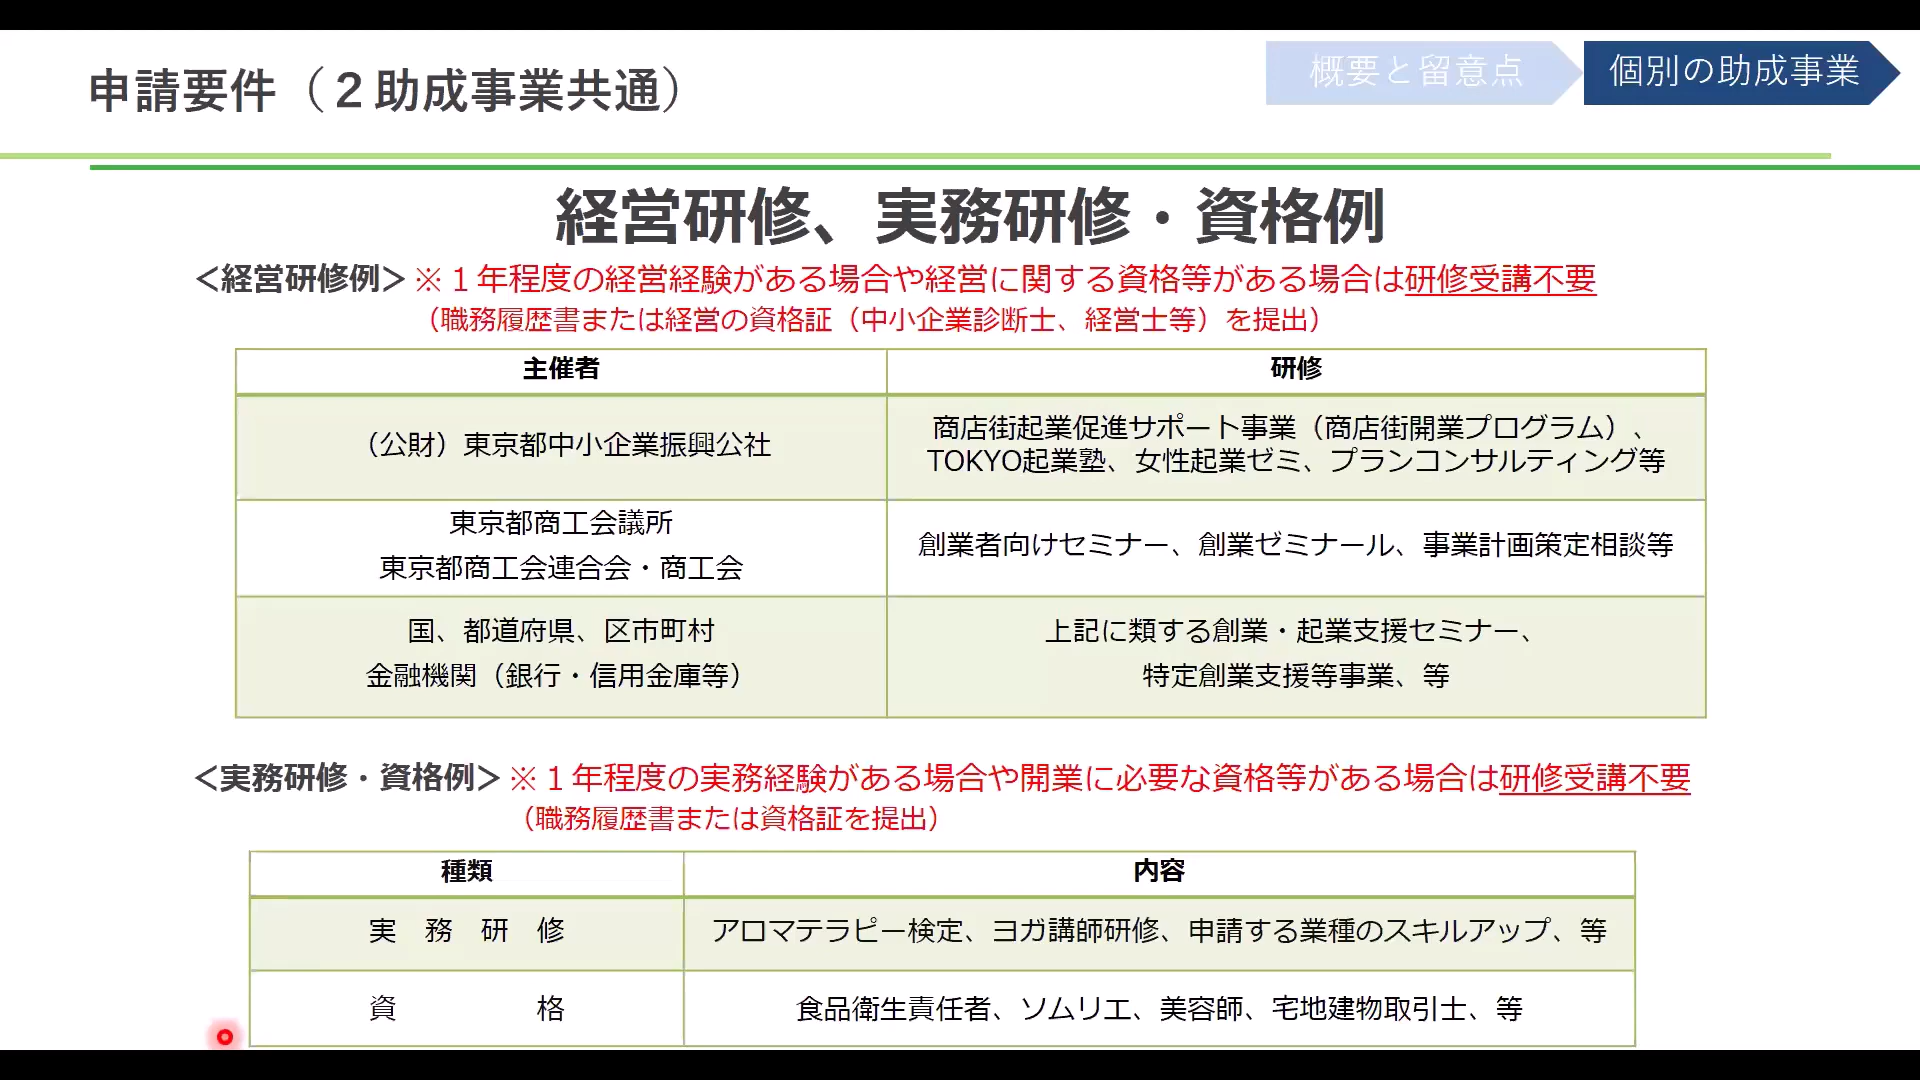 申請要件（２助成事業共通）
概要と留意点
個別の助成事業
経営研修、実務研修・資格例
＜経営研修例＞※１年程度の経営経験がある場合や経営に関する資格等がある場合は研修受講不要
（職務履歴書または経営の資格証（中小企業診断士、経営士等）を提出）
主催者
研修
（公財）東京都中小企業振興公社
商店街起業促進サポート事業（商店街開業プログラム）、
TOKYO起業塾、女性起業ゼミ、プランコンサルティング等
東京都商工会議所
東京都商工会連合会・商工会
創業者向けセミナー、創業ゼミナール、事業計画策定相談等
国、都道府県、区市町村
金融機関（銀行・信用金庫等）
上記に類する創業・起業支援セミナー、
特定創業支援等事業、等
＜実務研修・資格例＞※１年程度の実務経験がある場合や開業に必要な資格等がある場合は研修受講不要
（職務履歴書または資格証を提出）
種類
内容
実　務　研　修
アロマテラピー検定、ヨガ講師研修、申請する業種のスキルアップ、等
資　　　　　格
食品衛生責任者、ソムリエ、美容師、宅地建物取引士、等